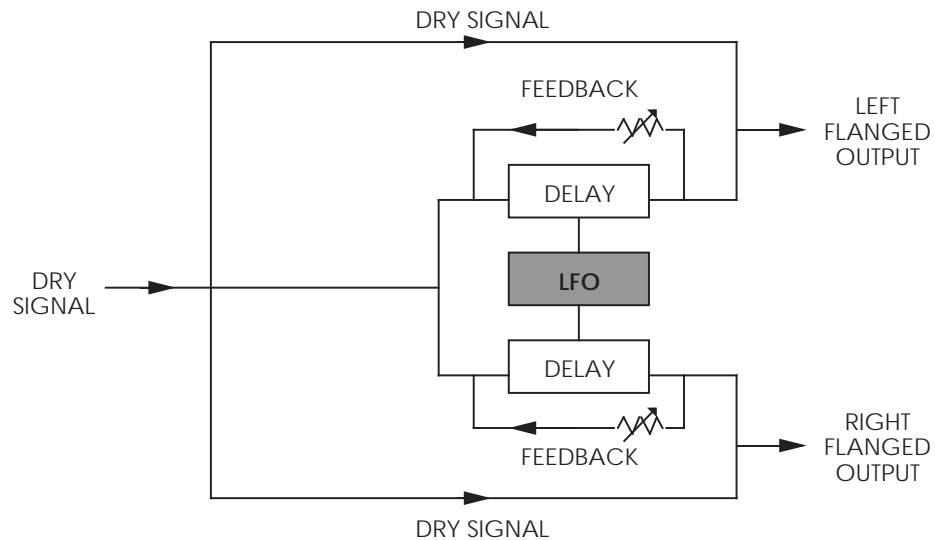 DRY SIGNAL
FEEDBACK
LEFT
FLANGED
OUTPUT
DELAY
LFO
DRY
SIGNAL
DELAY
FEEDBACK
RIGHT
FLANGED
OUTPUT
DRY SIGNAL